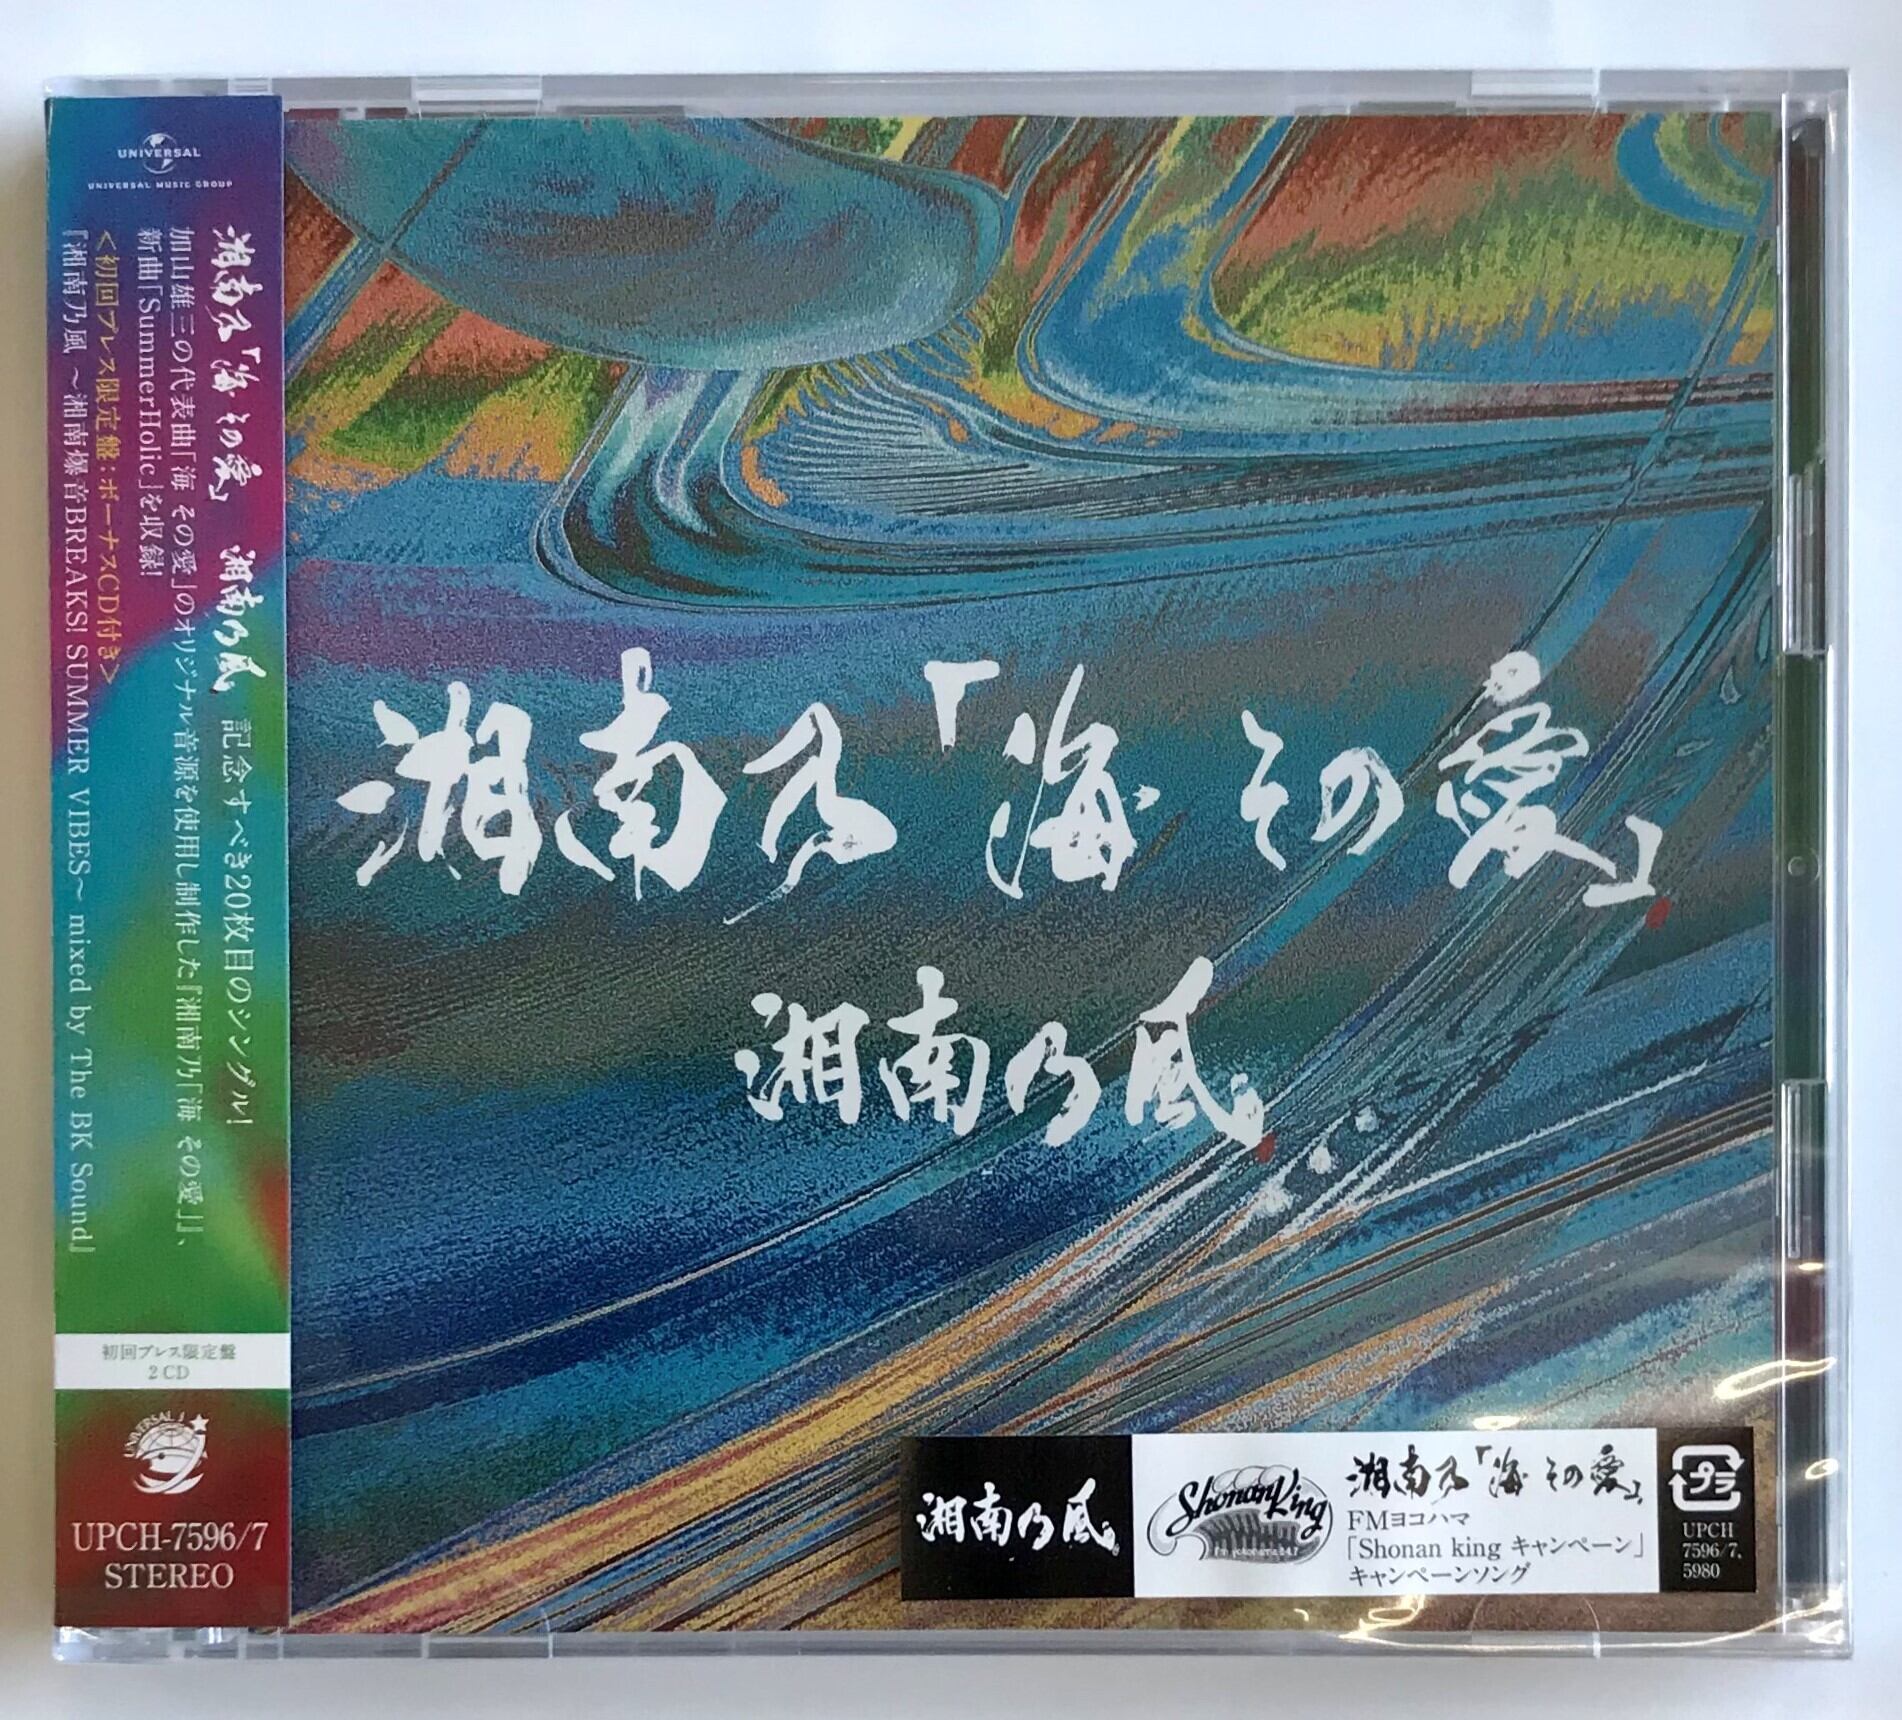 UNIVERSAL
UNIVERSAL MUSIC GROUP
湘南乃「海 その愛」 湘南乃風 記念すべき20枚目のシングル!
加山雄三の代表曲「海 その愛」のオリジナル音源を使用し制作した『湘南乃「海 その愛」』、
新曲「SummerHolic」を収録!
<初回プレス限定盤:ボーナスCD付き>
『湘南乃風 ~湘南爆音BREAKS! SUMMER VIBES~ mixed by The BK Sound』
初回プレス限定盤
2CD
UNIVERSAL J
UPCH-7596/7
STEREO
湘南乃「海 その愛」
湘南乃風
湘南乃風
Shonan King
Fm yokohama 84.7
湘南乃「海 その愛」
FMヨコハマ
「Shonan king キャンペーン」
キャンペーンソング
プラ
UPCH
7596/7,
5980